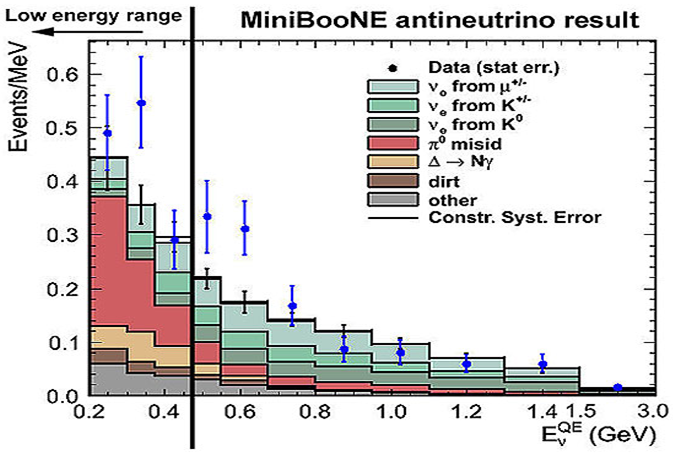 Low energy range
MiniBooNE antineutrino result
Events/MeV
0.6
0.5
0.4
0.3
0.2
0.1
0.0
Data (stat err.)
νe from μ+/-
νe from K+/-
νe from K0
π0 misid
Δ → Nγ
dirt
other
Constr. Syst. Error
0.2 0.4 0.6 0.8 1.0 1.2 1.4 1.5 3.0
EνQE (GeV)